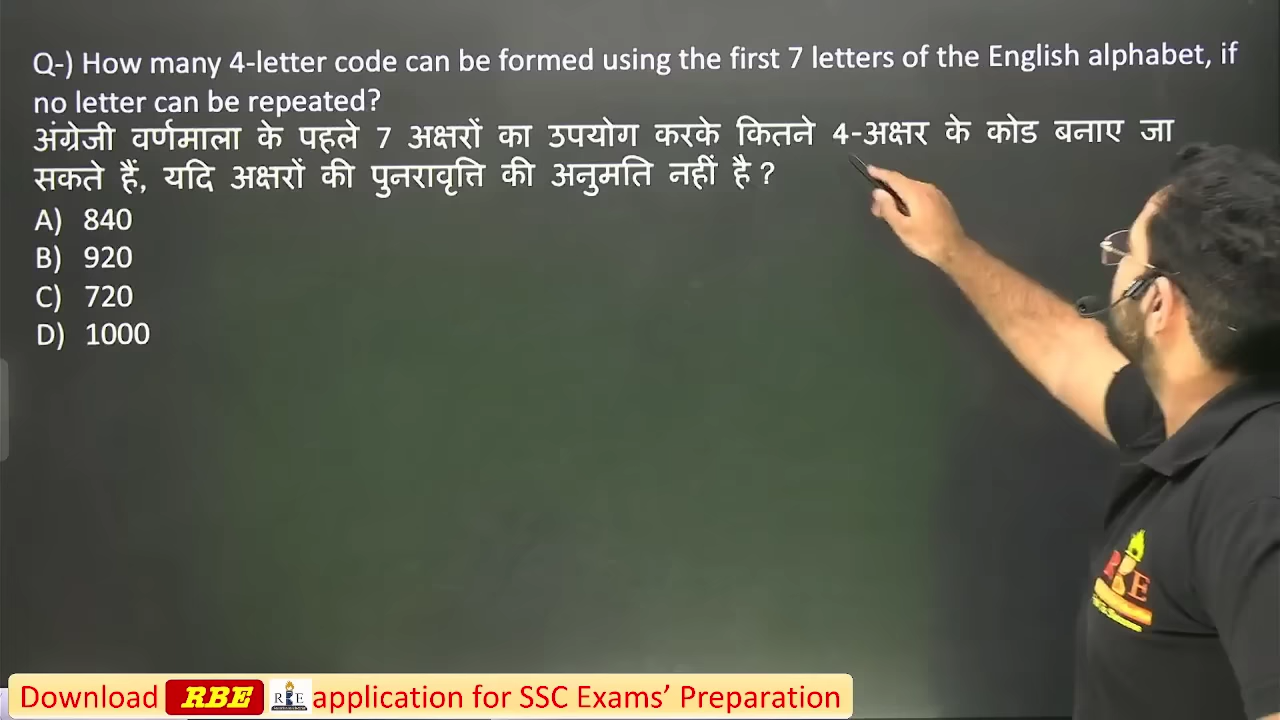 Q-) How many 4-letter code can be formed using the first 7 letters of the English alphabet, if
no letter can be repeated?
अंग्रेजी वर्णमाला के पहले 7 अक्षरों का उपयोग करके कितने 4-अक्षर के कोड बनाए जा
सकते हैं, यदि अक्षरों की पुनरावृत्ति की अनुमति नहीं है ?
A) 840
B) 920
C) 720
D) 1000
Download RBE application for SSC Exams’ Preparation